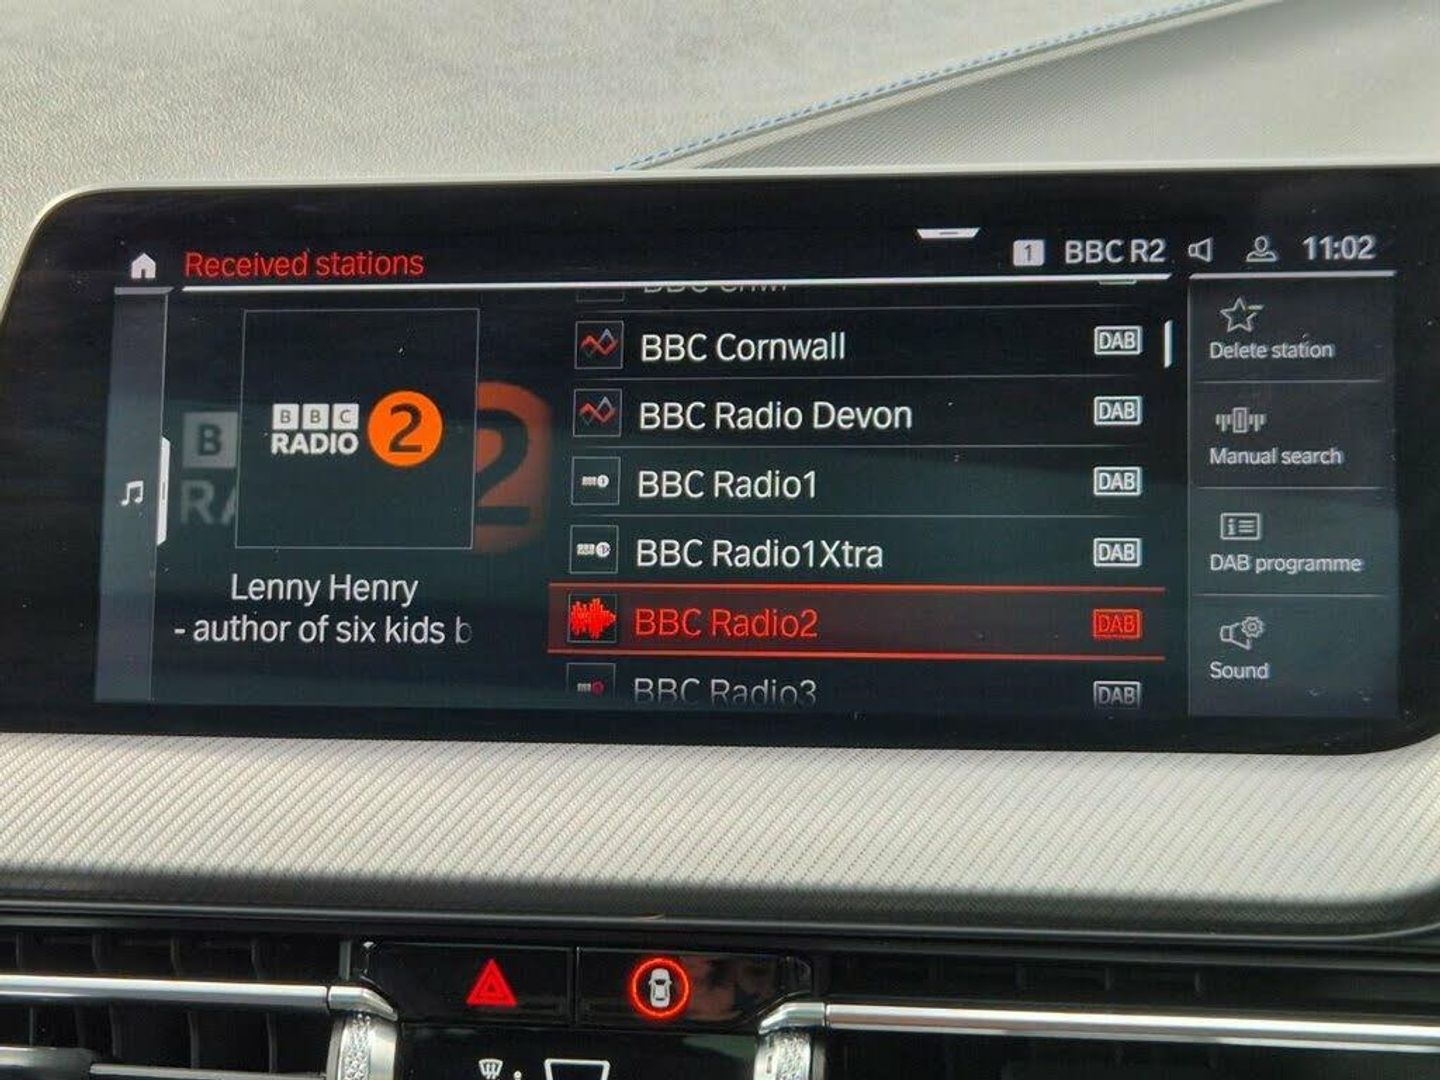 Received stations
1 BBC R2 11:02
BBC RADIO 2
Lenny Henry
- author of six kids b
BBC Cornwall DAB
BBC Radio Devon DAB
BBC Radio1 DAB
BBC Radio1Xtra DAB
BBC Radio2 DAB
BBC Radio3 DAB
Delete station
Manual search
DAB programme
Sound